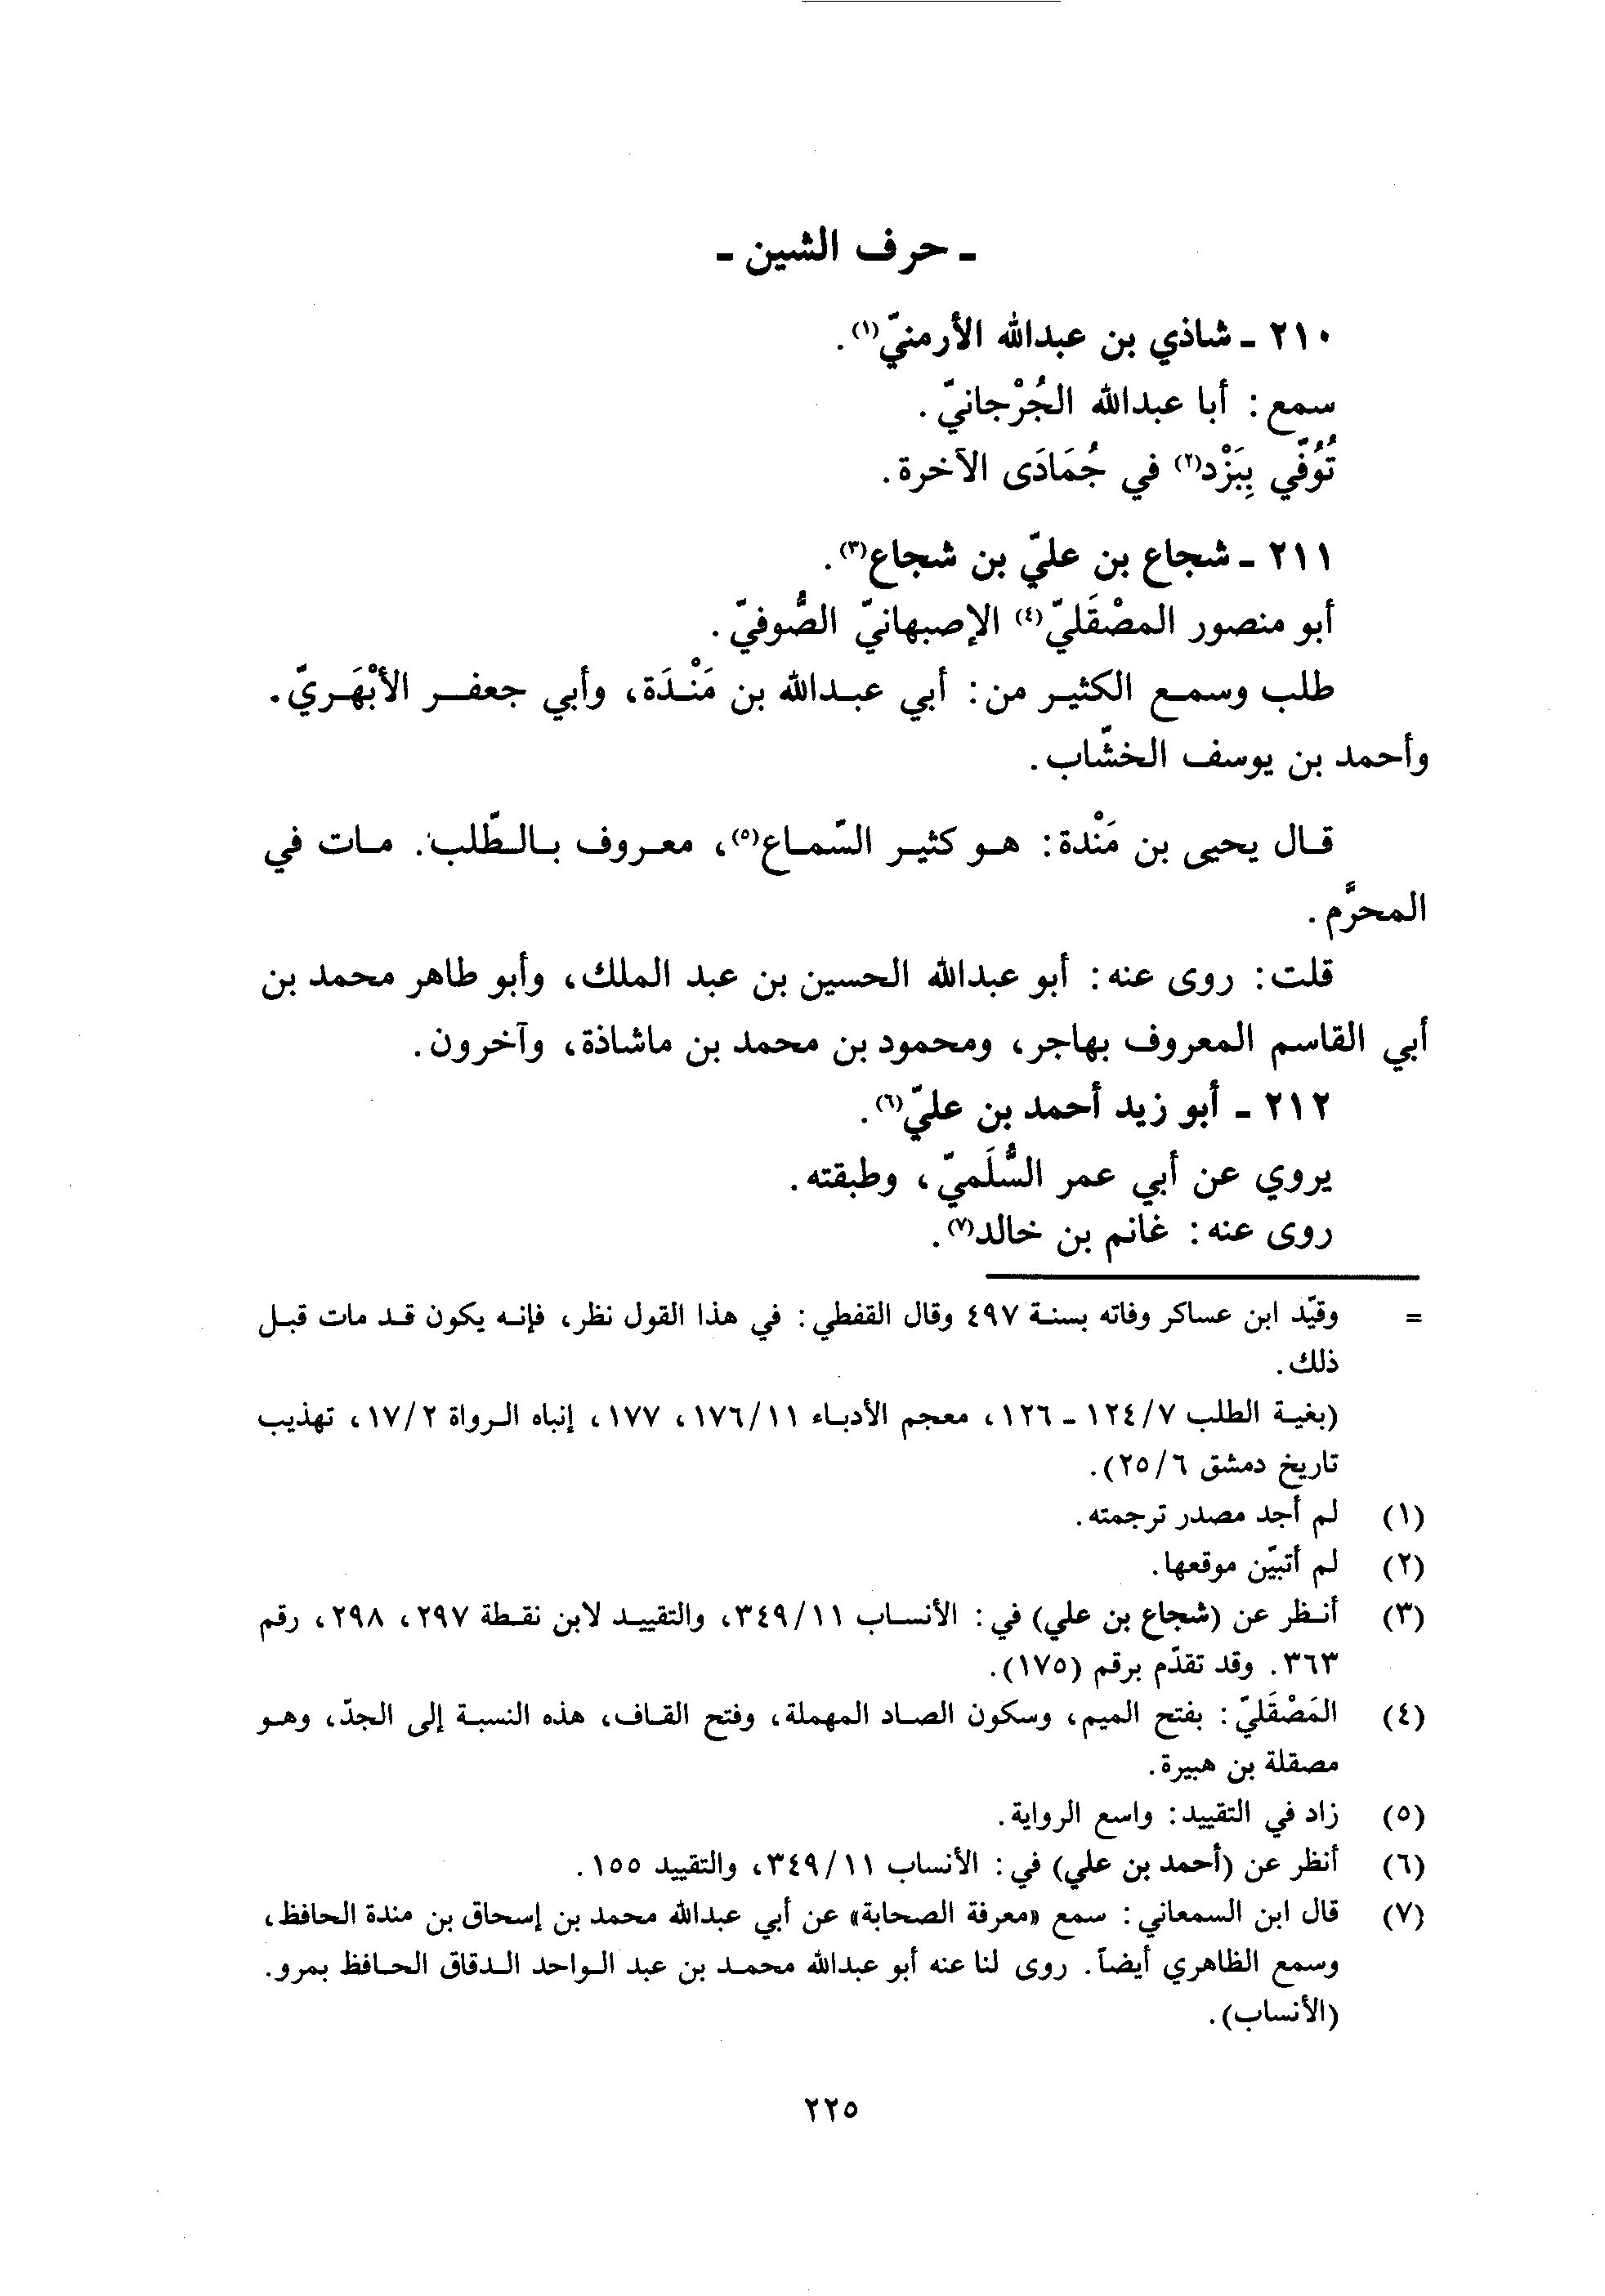 ـ حرف الشين ـ
٢١٠ ـ شاذي بن عبدالله الأرمنيّ(١).
سمع: أبا عبدالله الجُرْجانيّ.
تُوُفّي بِبَزْد(٢) في جُمَادَى الآخرة.
٢١١ ـ شجاع بن عليّ بن شجاع(٣).
أبو منصور المصْقَليّ(٤) الإصبهانيّ الصُّوفيّ.
طلب وسمع الكثير من: أبي عبدالله بن مَنْدَة، وأبي جعفر الأبْهَريّ.
وأحمد بن يوسف الخشّاب.
قال يحيى بن مَنْدة: هو كثير السّماع(٥)، معروف بالطّلب. مات في
المحرَّم.
قلت: روى عنه: أبو عبدالله الحسين بن عبد الملك، وأبو طاهر محمد بن
أبي القاسم المعروف بهاجر، ومحمود بن محمد بن ماشاذة، وآخرون.
٢١٢ ـ أبو زيد أحمد بن عليّ(٦).
يروي عن أبي عمر السُّلَميّ، وطبقته.
روى عنه: غانم بن خالد(٧).
= وقيّد ابن عساكر وفاته بسنة ٤٩٧ وقال القفطي: في هذا القول نظر، فإنه يكون قد مات قبل
ذلك.
(بغية الطلب ١٢٤/٧ ـ ١٢٦، معجم الأدباء ١٧٦/١١، ١٧٧، إنباه الرواة ١٧/٢، تهذيب
تاريخ دمشق ٢٥/٦).
(١) لم أجد مصدر ترجمته.
(٢) لم أتبيّن موقعها.
(٣) أنظر عن (شجاع بن علي) في: الأنساب ٣٤٩/١١، والتقييد لابن نقطة ٢٩٧، ٢٩٨، رقم
٣٦٣. وقد تقدّم برقم (١٧٥).
(٤) المَصْقَليّ: بفتح الميم، وسكون الصاد المهملة، وفتح القاف، هذه النسبة إلى الجدّ، وهو
مصقلة بن هبيرة.
(٥) زاد في التقييد: واسع الرواية.
(٦) أنظر عن (أحمد بن علي) في: الأنساب ٣٤٩/١١، والتقييد ١٥٥.
(٧) قال ابن السمعاني: سمع «معرفة الصحابة» عن أبي عبدالله محمد بن إسحاق بن مندة الحافظ،
وسمع الظاهري أيضاً. روى لنا عنه أبو عبدالله محمد بن عبد الواحد الدقاق الحافظ بمرو.
(الأنساب).
٢٢٥